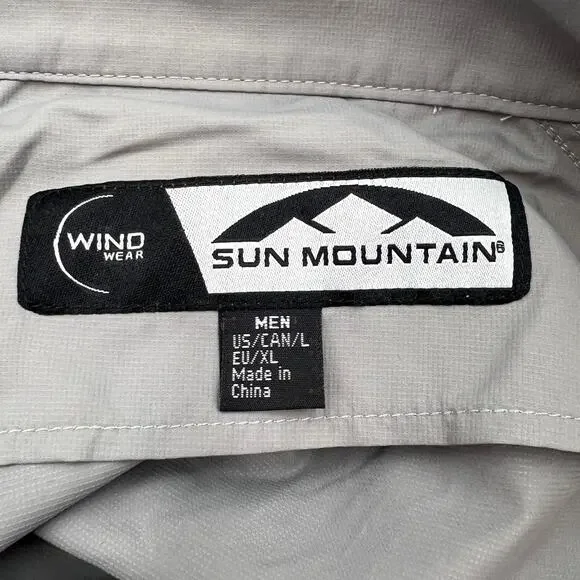 WIND
WEAR
SUN MOUNTAIN®
MEN
US/CAN/L
EU/XL
Made in
China